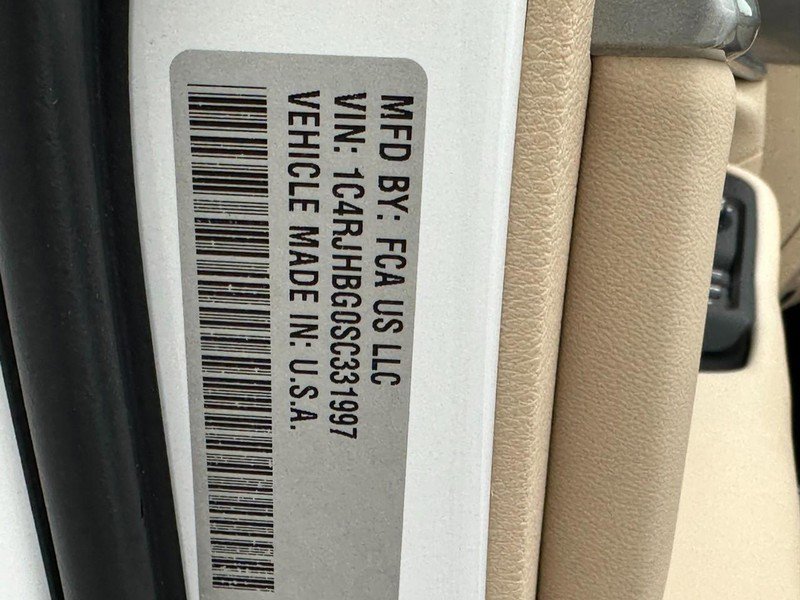 MFD BY: FCA US LLC
VIN: 1C4RJHBG0SC331997
VEHICLE MADE IN: U.S.A.